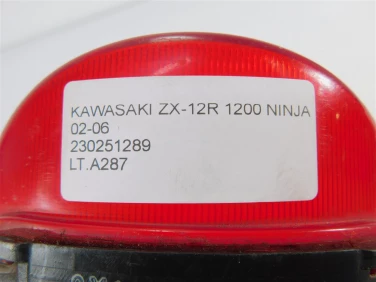 KAWASAKI ZX-12R 1200 NINJA
02-06
230251289
LT.A287